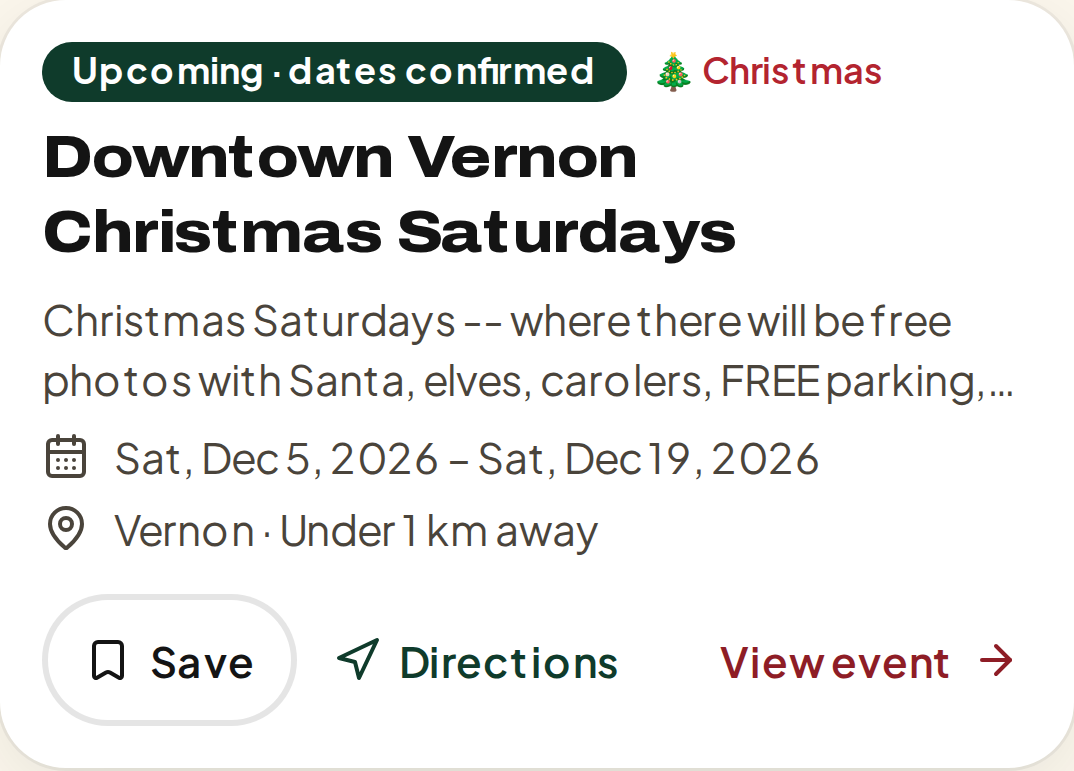 Upcoming · dates confirmed
🎄 Christmas
Downtown Vernon
Christmas Saturdays
Christmas Saturdays -- where there will be free
photos with Santa, elves, carolers, FREE parking,...
Sat, Dec 5, 2026 – Sat, Dec 19, 2026
Vernon · Under 1 km away
Save
Directions
View event →